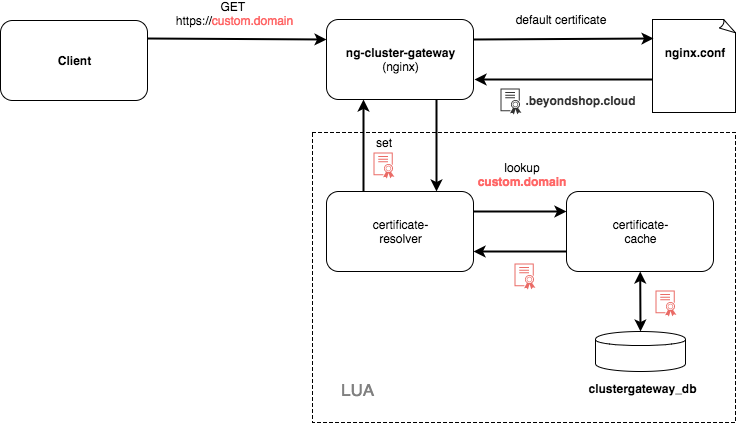 GET
https://custom.domain
default certificate
Client
ng-cluster-gateway
(nginx)
nginx.conf
.beyondshop.cloud
set
lookup
custom.domain
certificate-
resolver
certificate-
cache
clustergateway_db
LUA